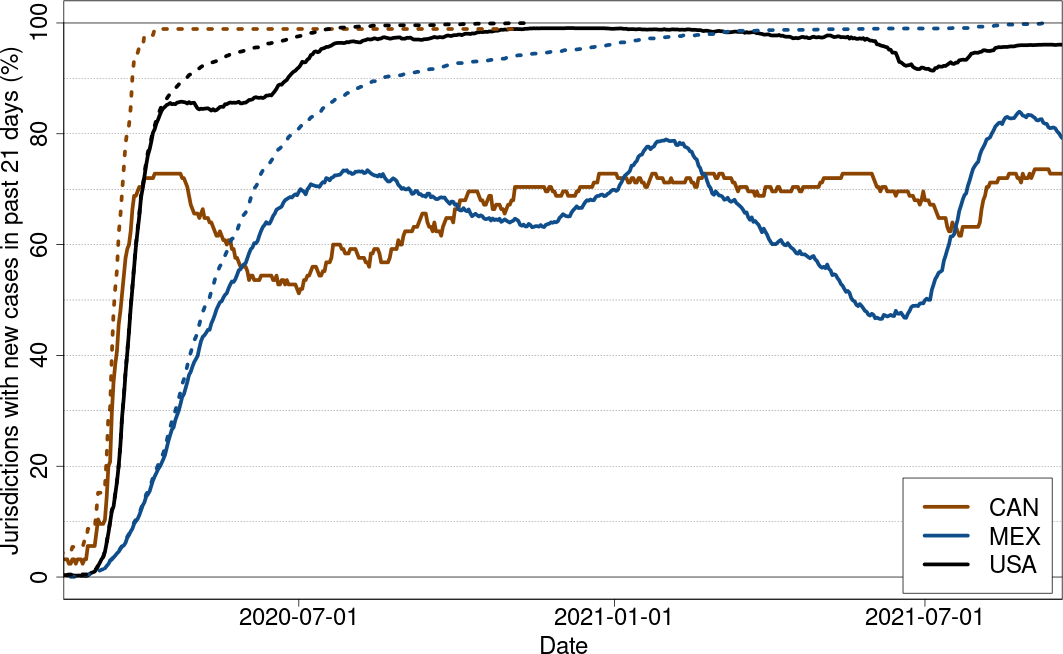 Jurisdictions with new cases in past 21 days (%)
100
80
60
40
20
0
CAN
MEX
USA
2020-07-01 2021-01-01 2021-07-01
Date